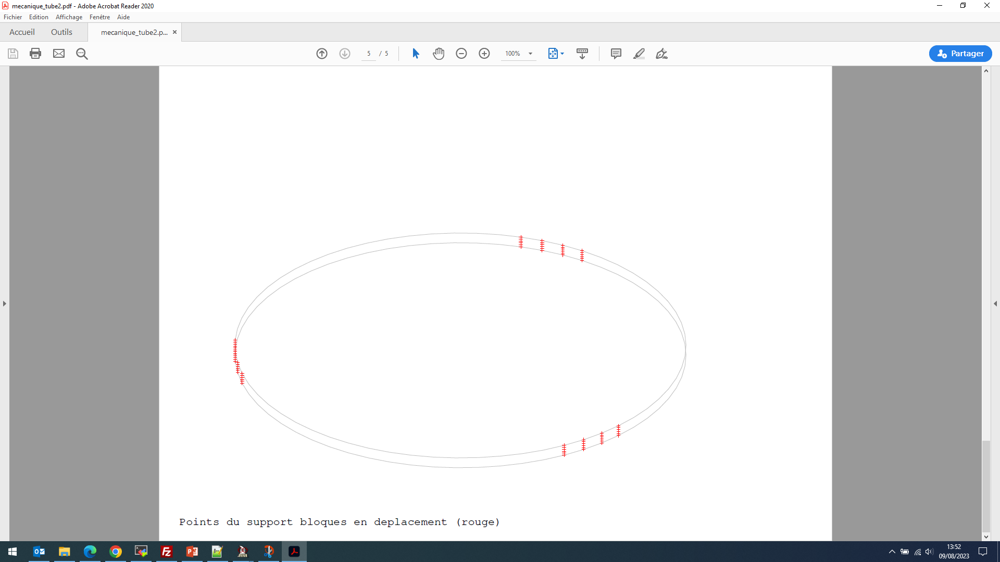 mecanique_tube2.pdf - Adobe Acrobat Reader 2020
Fichier Edition Affichage Fenêtre Aide
Accueil Outils mecanique_tube2.p...
5 / 5 100% Partager
Points du support bloques en deplacement (rouge)
13:52
09/08/2023